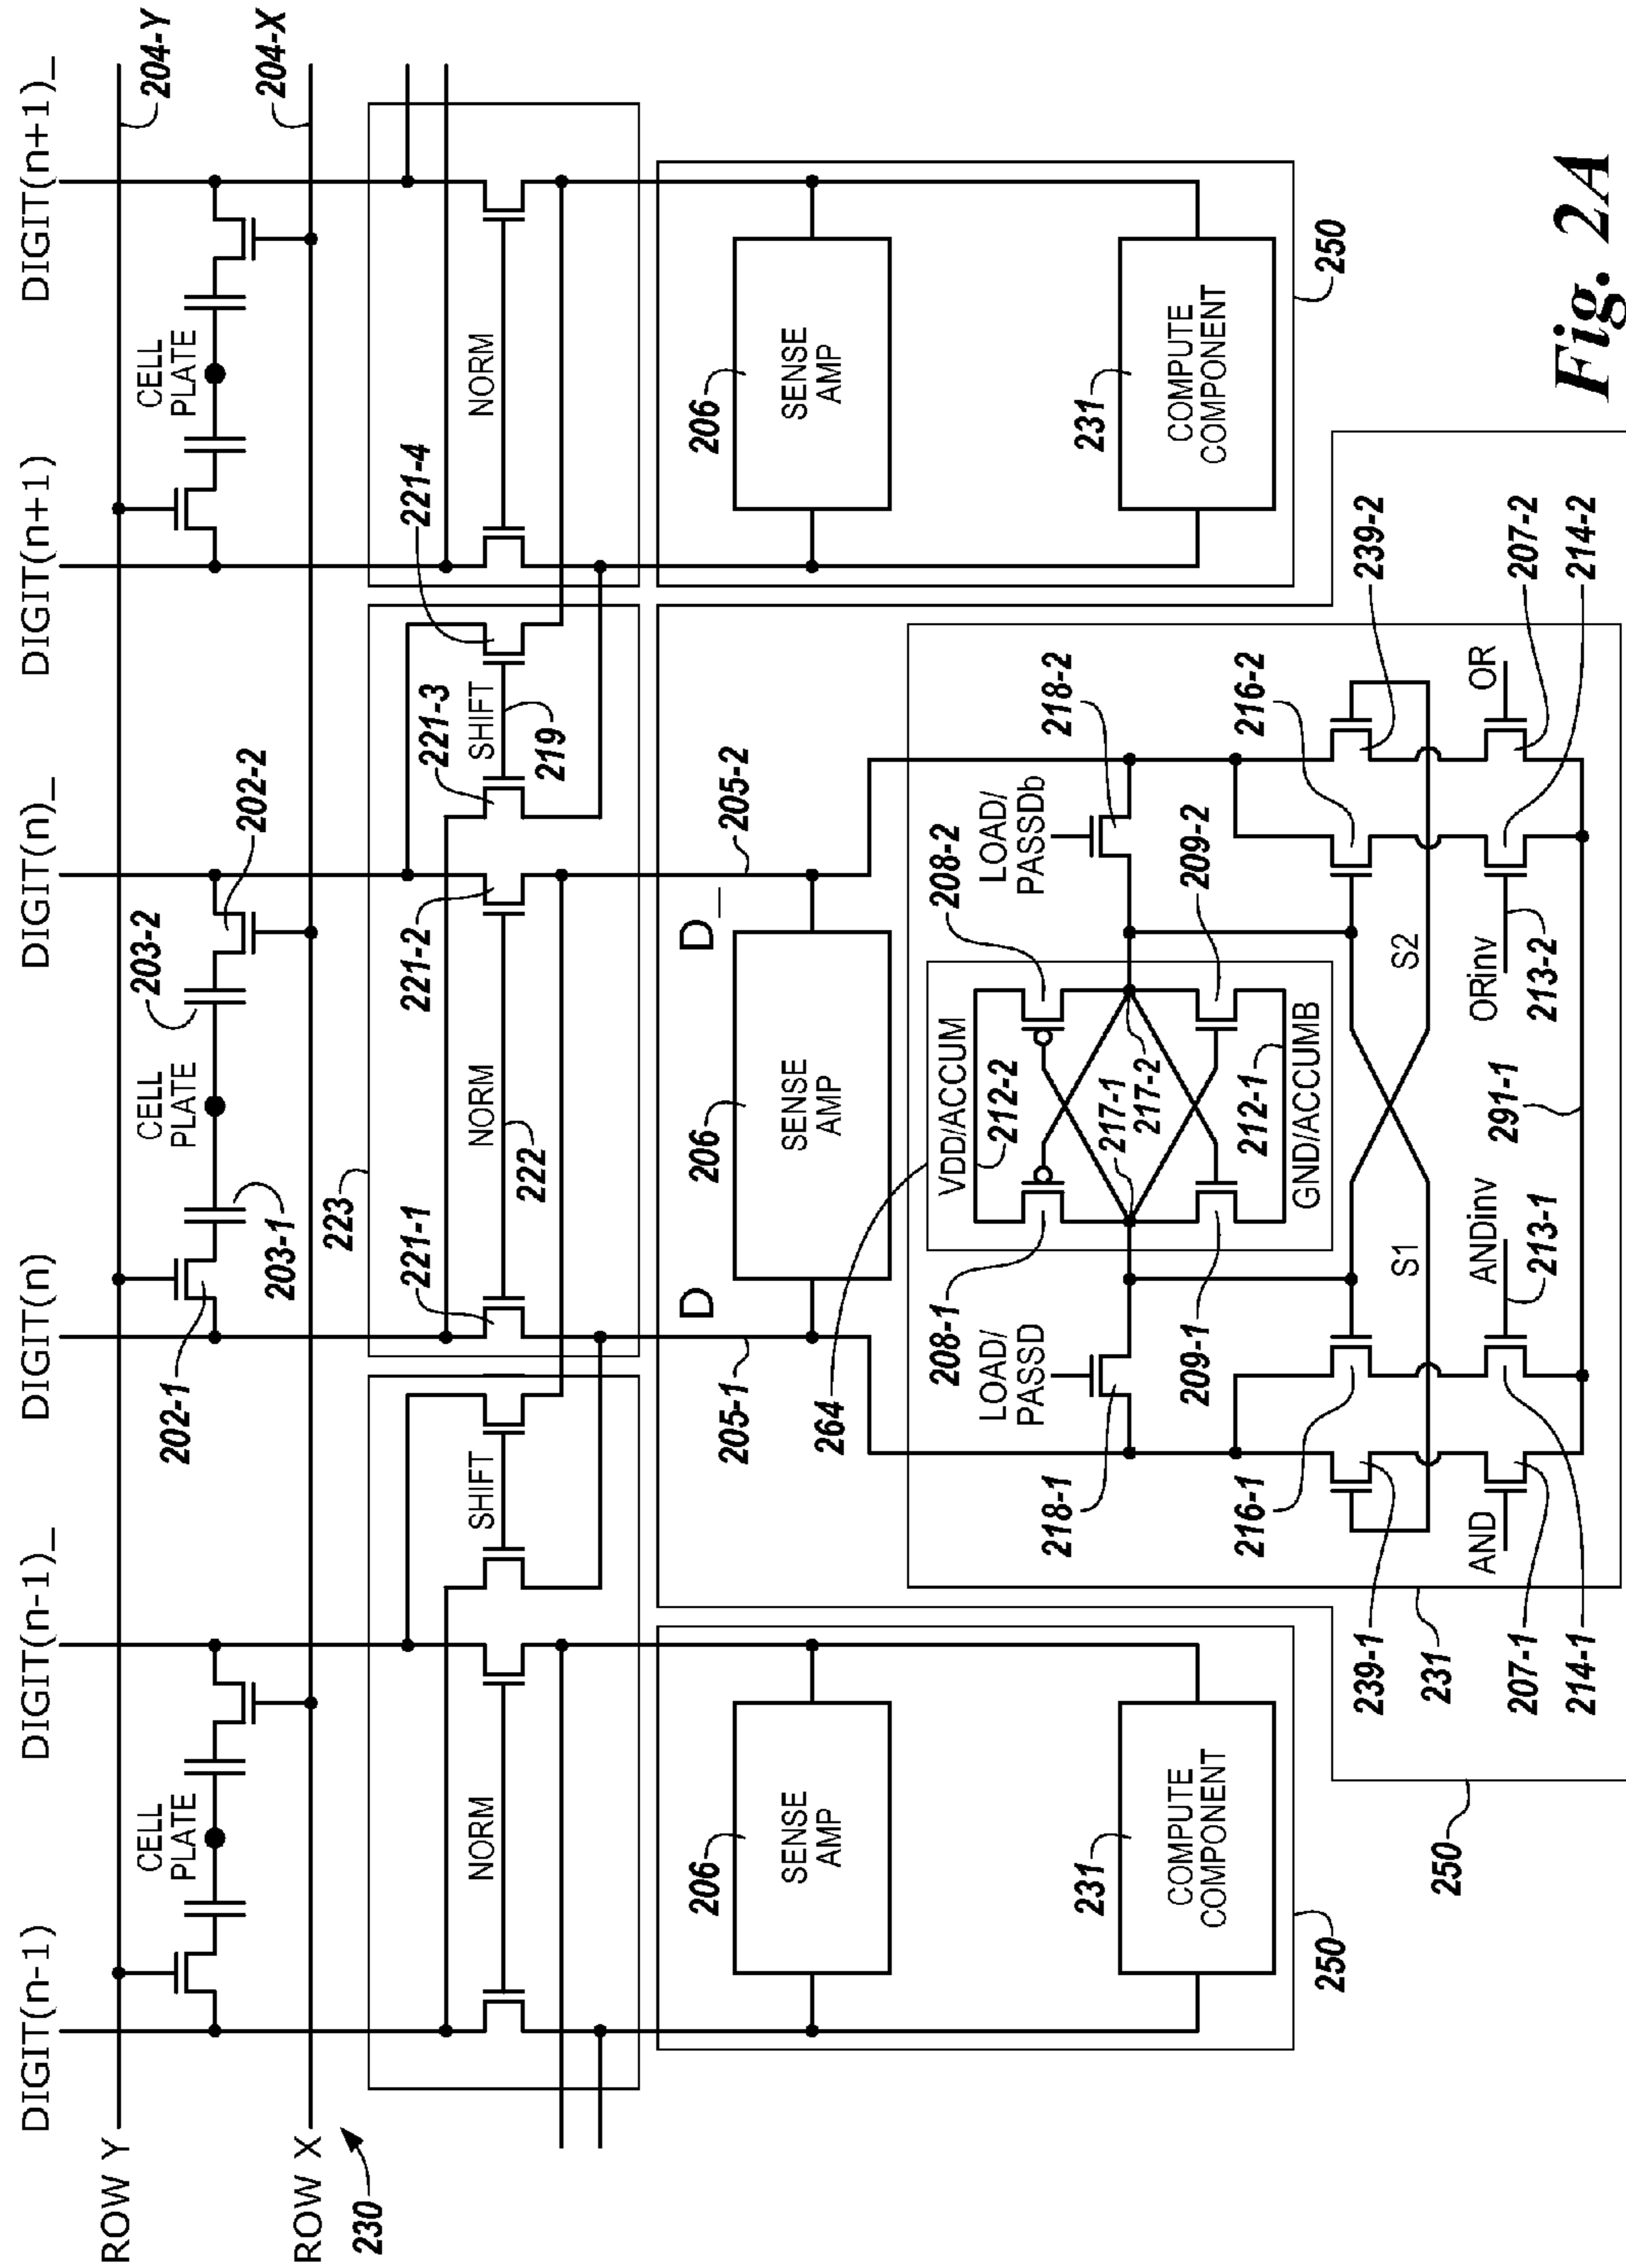 DIGIT(n-1)
DIGIT(n-1)_
DIGIT(n)
DIGIT(n)_
DIGIT(n+1)
DIGIT(n+1)_
ROW Y
204-Y
CELL
PLATE
202-1
CELL
PLATE
203-2
202-2
CELL
PLATE
203-1
ROW X
204-X
230
223
221-1
221-2
221-3
221-4
NORM
SHIFT
NORM
SHIFT
NORM
222
219
D
D_
206
SENSE
AMP
205-1
206
SENSE
AMP
205-2
206
SENSE
AMP
264
LOAD/
PASSD
208-1
VDD/ACCUM
212-2
208-2
LOAD/
PASSDb
218-1
218-2
217-1
217-2
209-1
209-2
212-1
GND/ACCUMB
231
COMPUTE
COMPONENT
231
COMPUTE
COMPONENT
216-1
216-2
250
250
239-1
S1
S2
239-2
231
250
AND
ANDinv
ORinv
OR
207-1
213-1
291-1
213-2
207-2
214-1
214-2
Fig. 2A